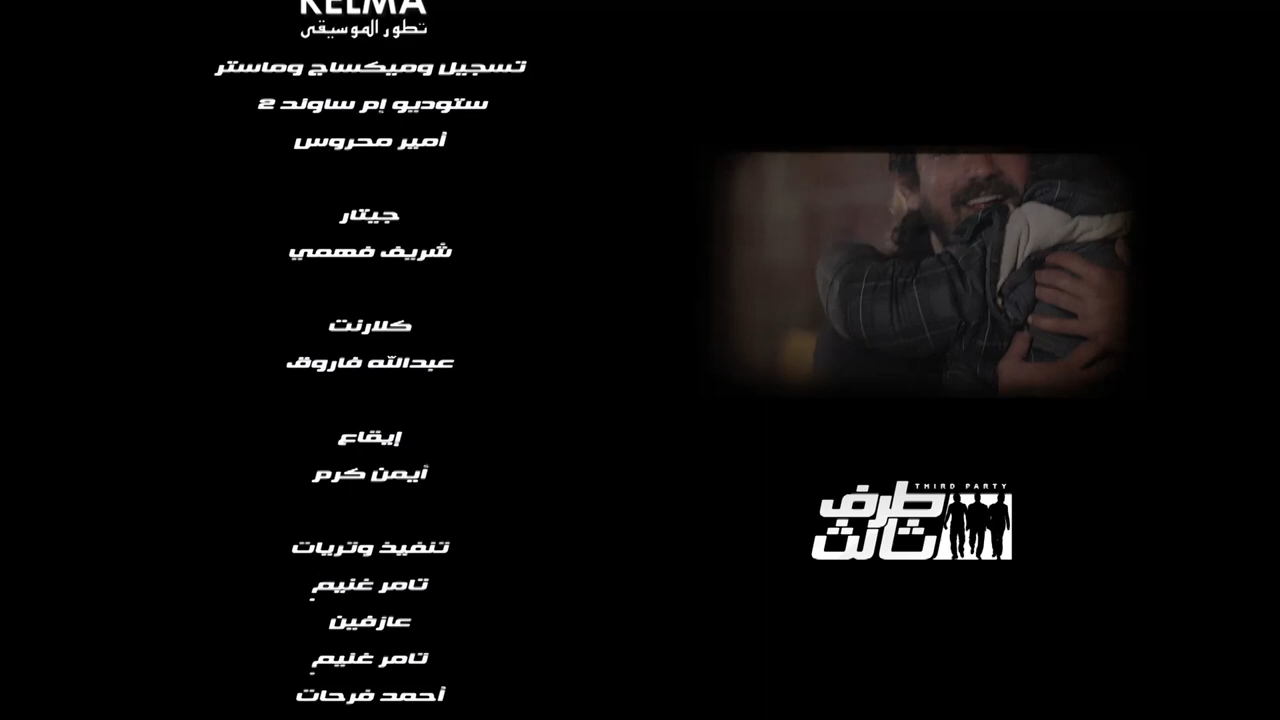 KELMA
تطور الموسيقى
تسجيل وميكساج وماستر
ستوديو إم ساوند 2
أمير محروس
جيتار
شريف فهمي
كلارنت
عبدالله فاروق
إيقاع
أيمن كرم
تنفيذ وتريات
تامر غنيم
عازفين
تامر غنيم
أحمد فرحات
THIRD PARTY
طرف
ثالث